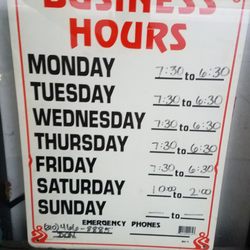 BUSINESS
HOURS
MONDAY 7:30 to 6:30
TUESDAY 7:30 to 6:30
WEDNESDAY 7:30 to 6:30
THURSDAY 7:30 to 6:30
FRIDAY 7:30 to 6:30
SATURDAY 10:00 to 2:00
SUNDAY to
EMERGENCY PHONES
466-8885